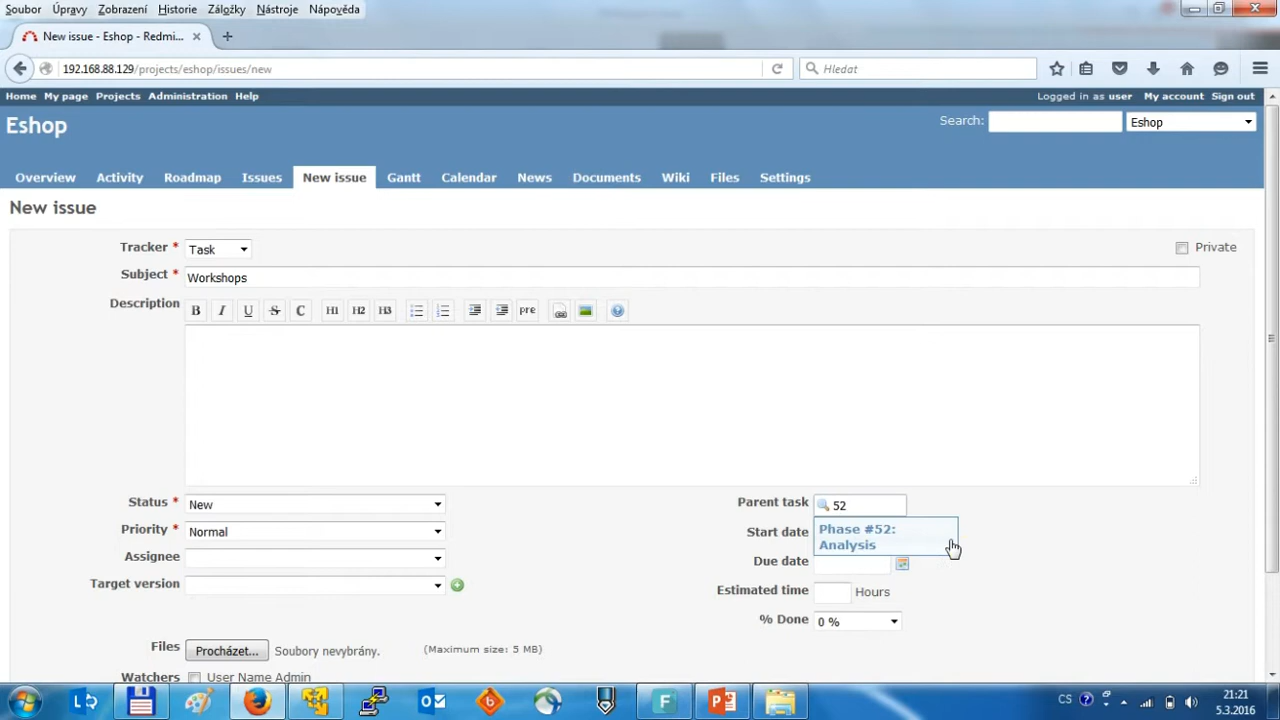 Soubor Úpravy Zobrazení Historie Záložky Nástroje Nápověda
New issue - Eshop - Redmi...
192.168.88.129/projects/eshop/issues/new
Hledat
Home My page Projects Administration Help
Logged in as user My account Sign out
Eshop
Search:
Eshop
Overview Activity Roadmap Issues New issue Gantt Calendar News Documents Wiki Files Settings
New issue
Tracker * Task
Private
Subject * Workshops
Description B I U S C H1 H2 H3 pre
Status * New
Parent task 52
Phase #52:
Analysis
Priority * Normal
Start date
Assignee
Due date
Target version
Estimated time Hours
% Done 0 %
Files Procházet... Soubory nevybrány. (Maximum size: 5 MB)
Watchers User Name Admin
CS
21:21
5.3.2016